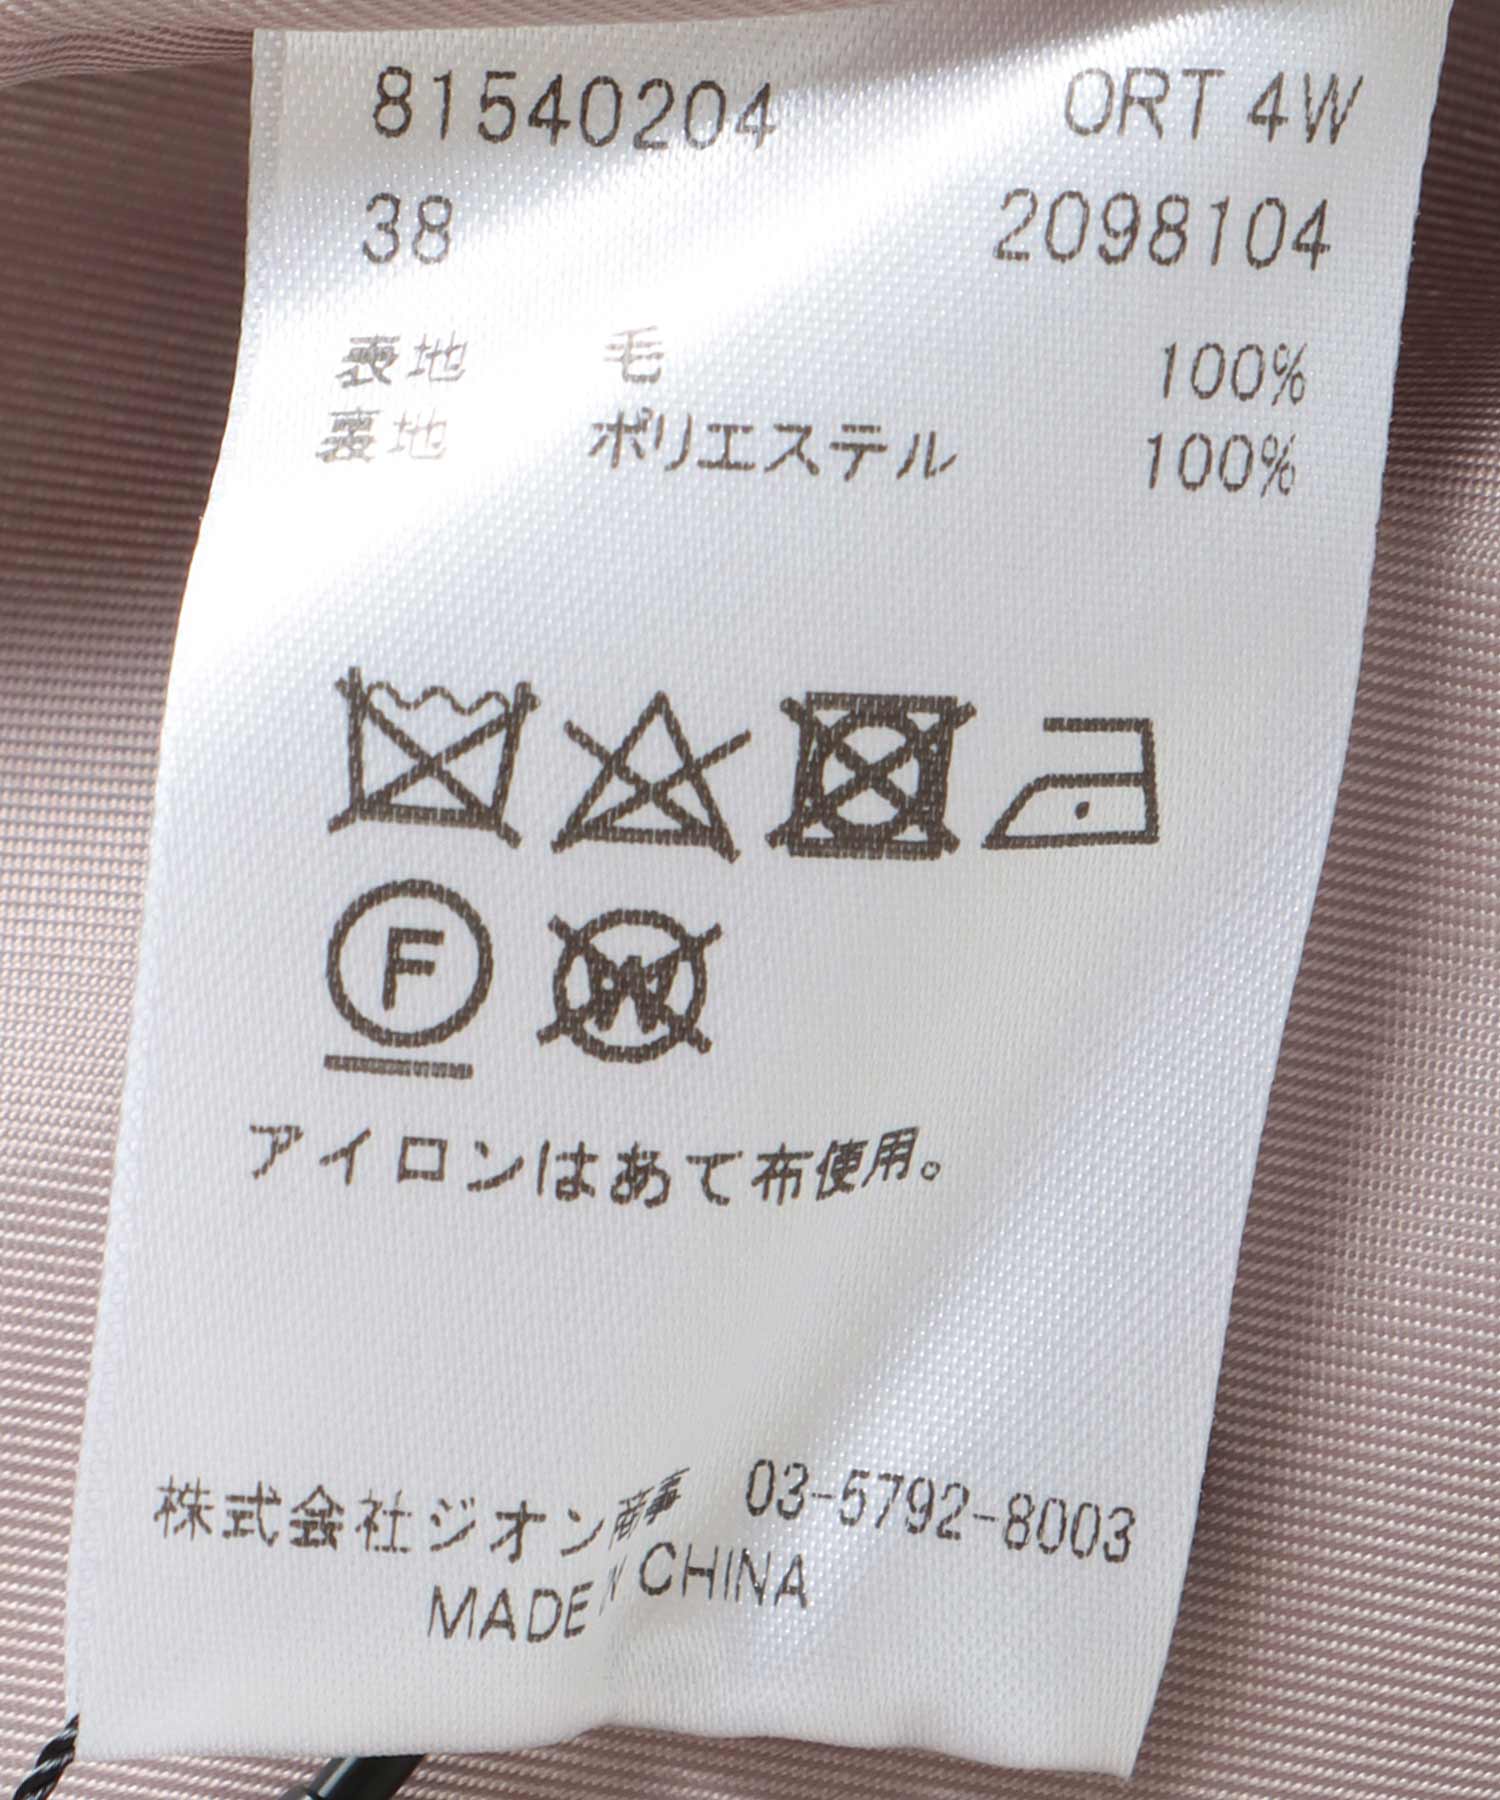 81540204 ORT 4W
38 2098104
表地 毛 100%
裏地 ポリエステル 100%
F
W
アイロンはあて布使用。
株式会社ジオン商事 03-5792-8003
MADE IN CHINA